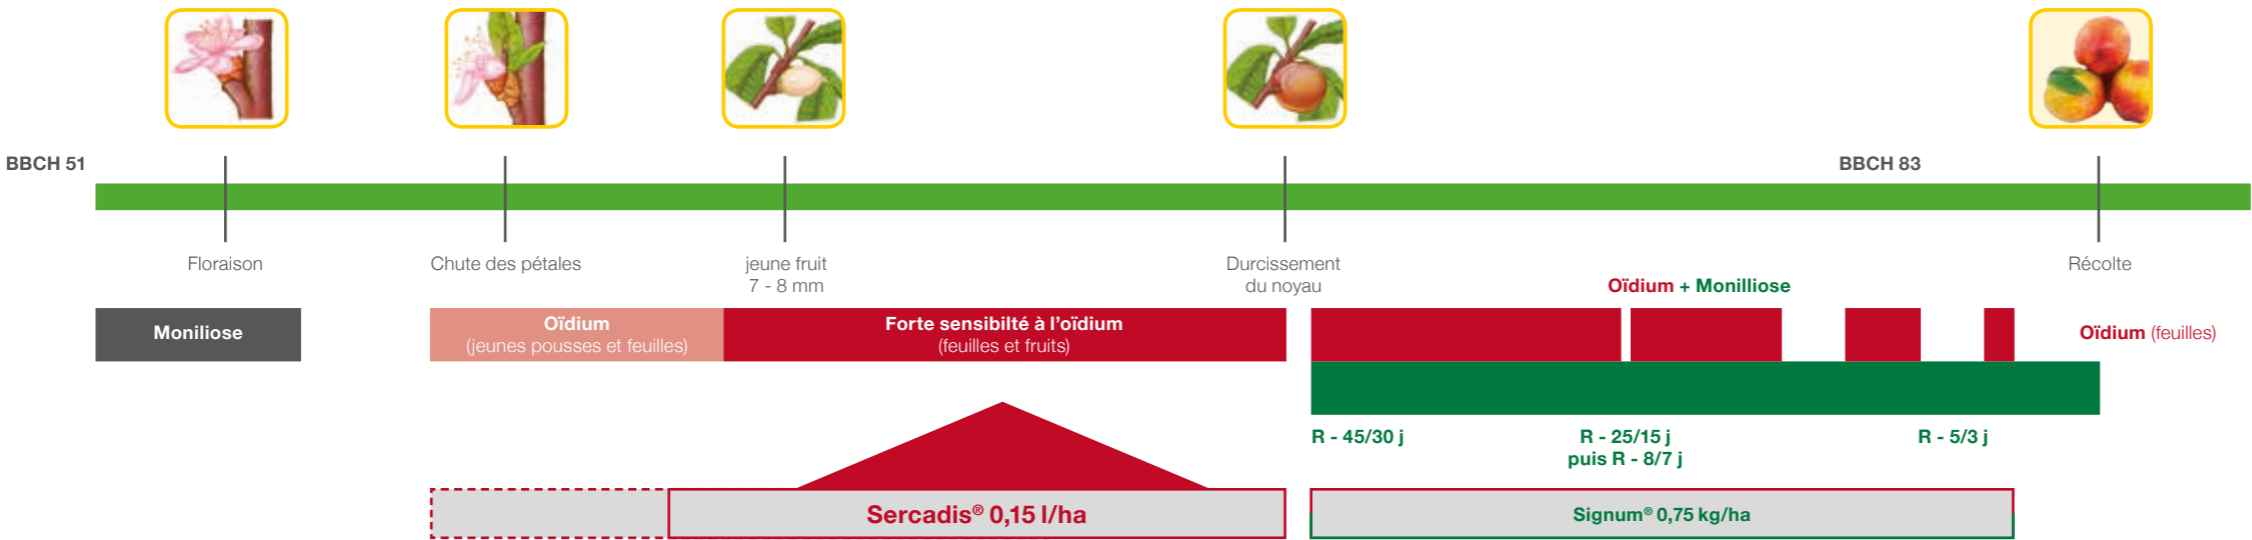 BBCH 51
BBCH 83
Floraison
Chute des pétales
jeune fruit
7 - 8 mm
Durcissement
du noyau
Récolte
Oïdium + Monilliose
Moniliose
Oïdium
(jeunes pousses et feuilles)
Forte sensibilté à l'oïdium
(feuilles et fruits)
Oïdium (feuilles)
R - 45/30 j
R - 25/15 j
puis R - 8/7 j
R - 5/3 j
Sercadis® 0,15 l/ha
Signum® 0,75 kg/ha